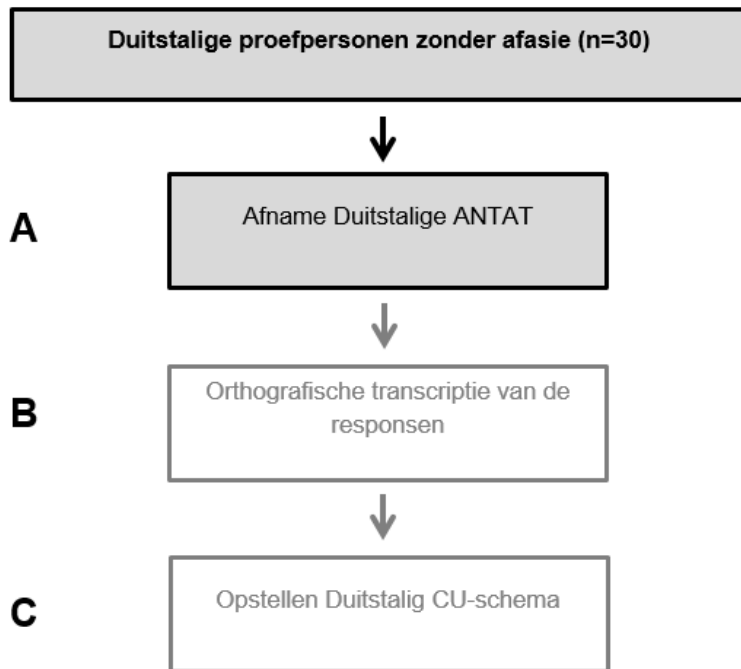 Duitstalige proefpersonen zonder afasie (n=30)
A
Afname Duitstalige ANTAT
B
Orthografische transcriptie van de
responsen
C
Opstellen Duitstalig CU-schema